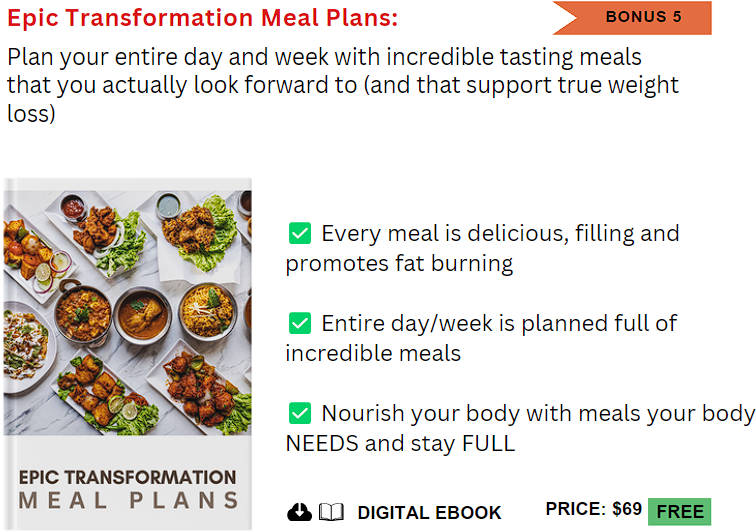 Epic Transformation Meal Plans:
BONUS 5
Plan your entire day and week with incredible tasting meals
that you actually look forward to (and that support true weight
loss)
✅ Every meal is delicious, filling and
promotes fat burning
✅ Entire day/week is planned full of
incredible meals
✅ Nourish your body with meals your body
NEEDS and stay FULL
EPIC TRANSFORMATION
MEAL PLANS
DIGITAL EBOOK
PRICE: $69 FREE